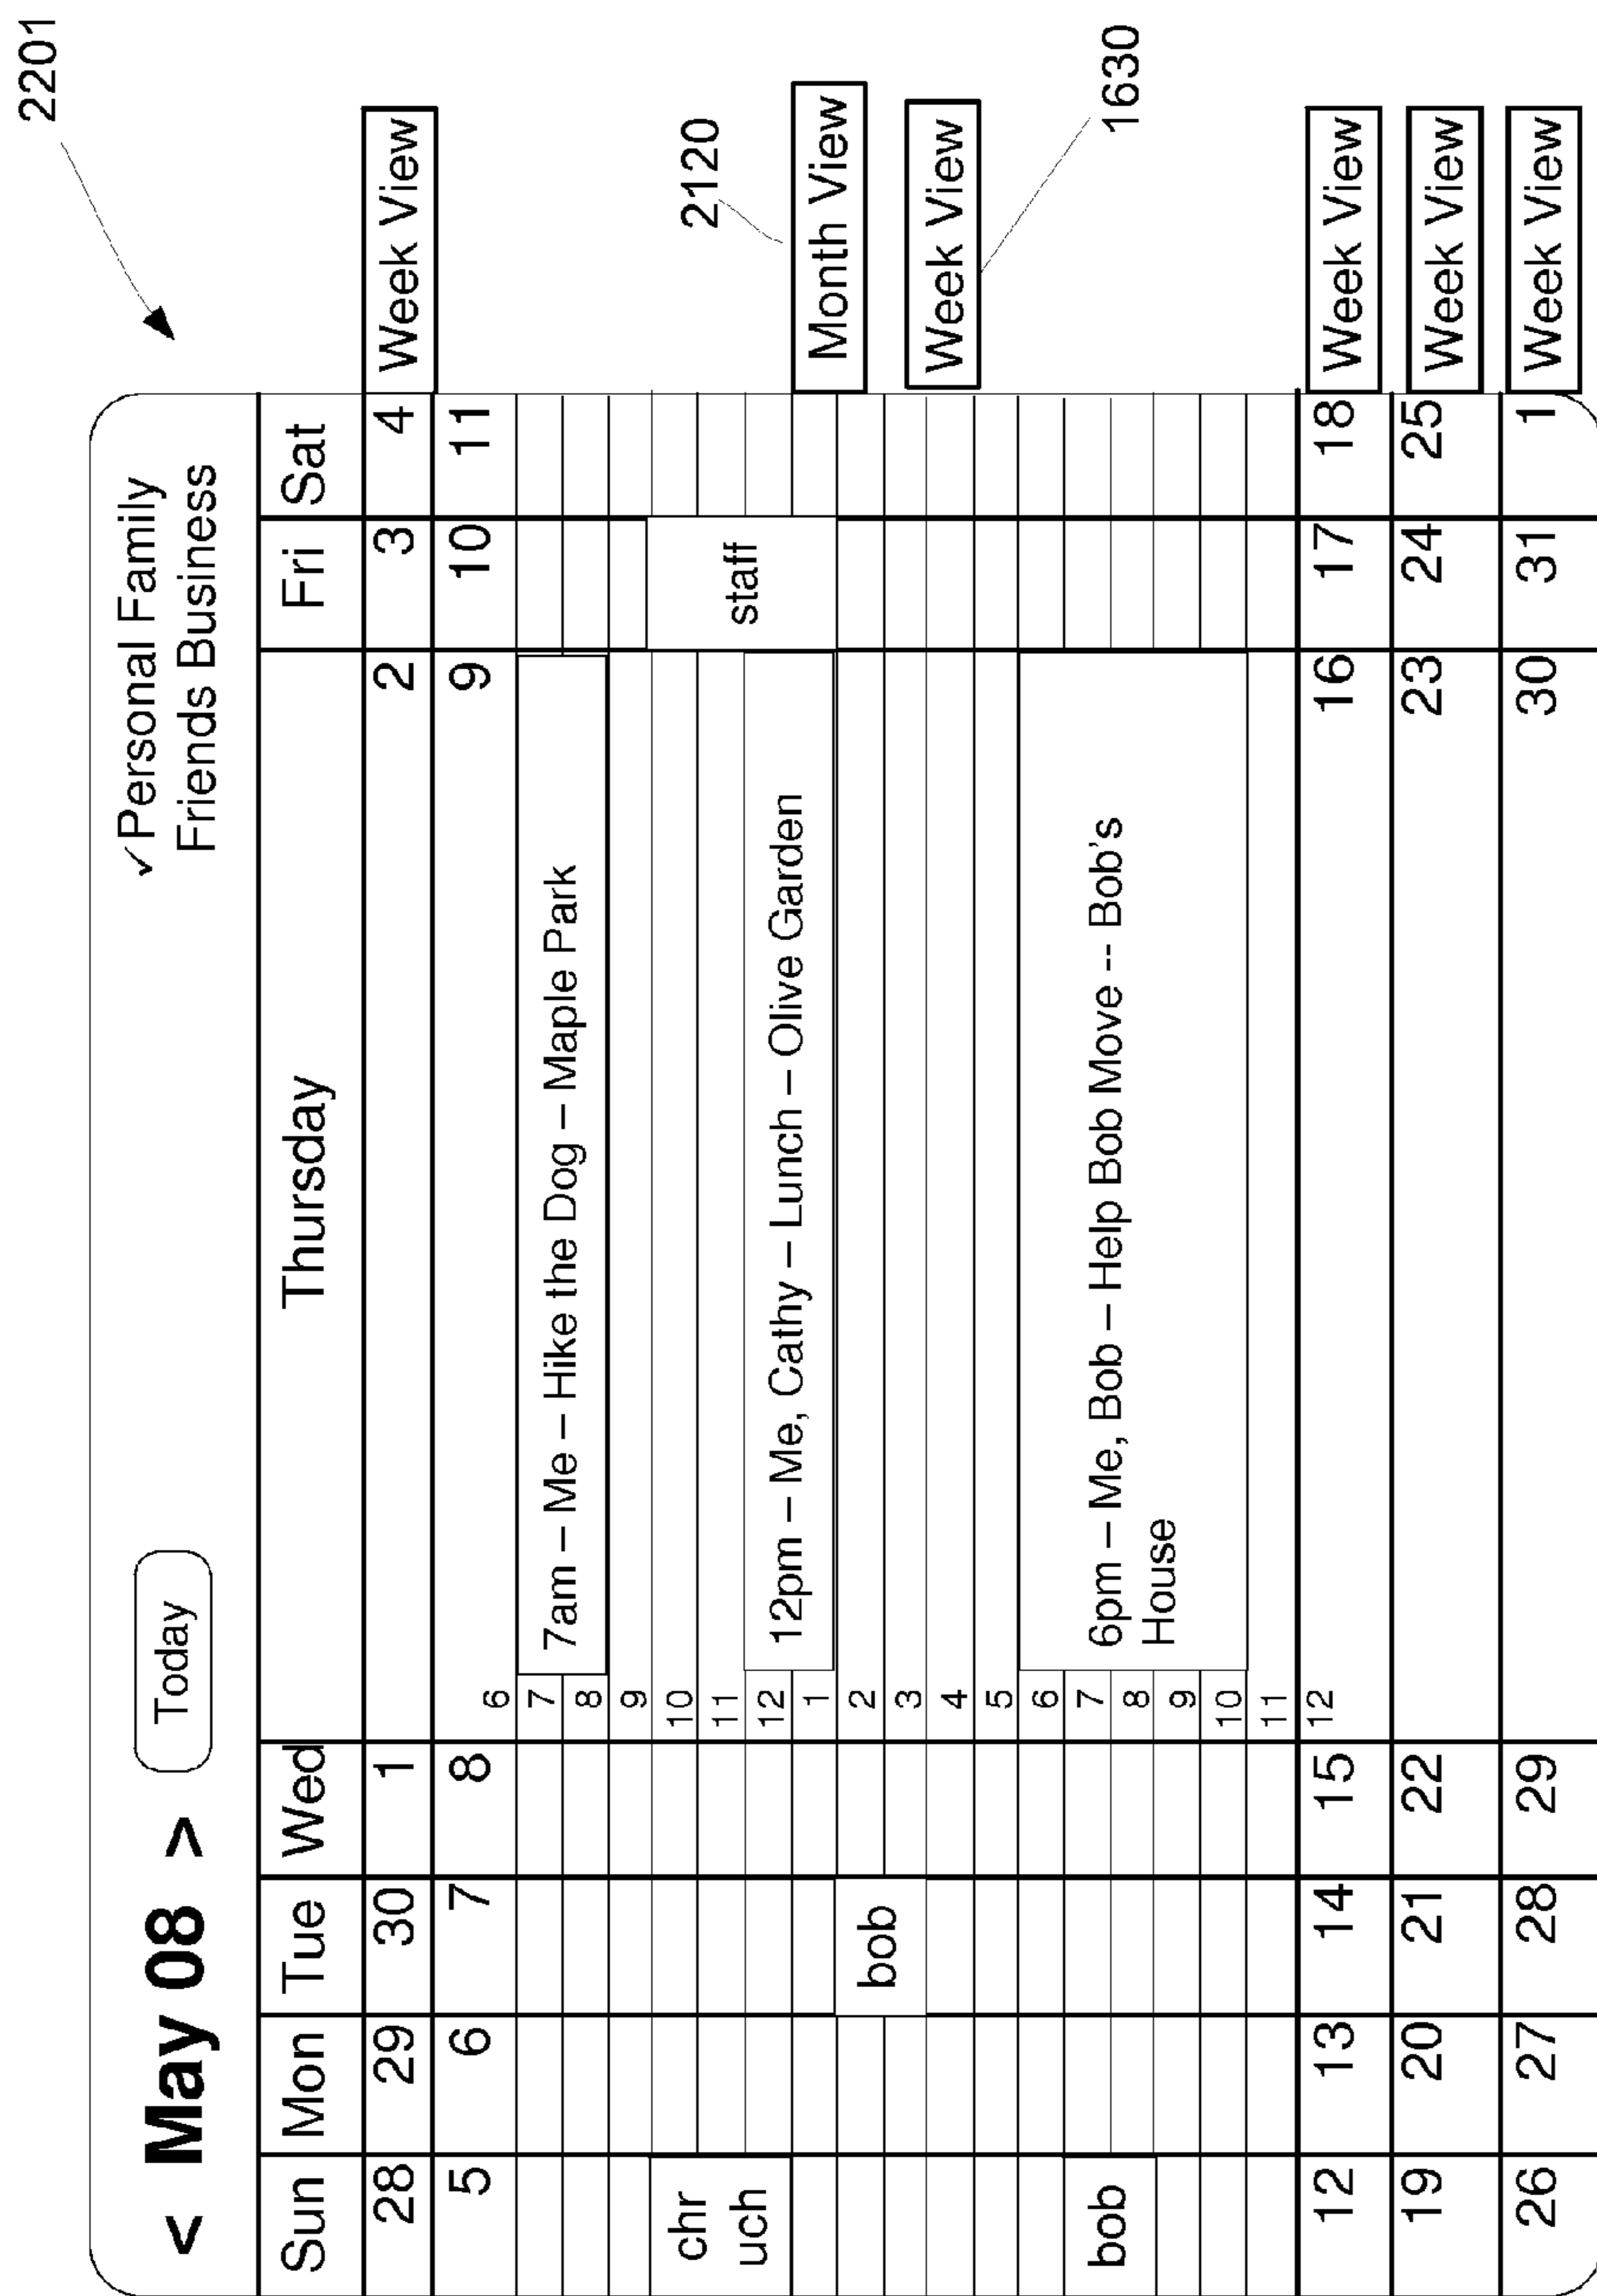 2201
< May 08 > Today ✓Personal Family
Friends Business
Sun Mon Tue Wed Thursday Fri Sat
28 29 30 1 2 3 4 Week View
5 6 7 8 9 10 11
6
7 7am – Me – Hike the Dog – Maple Park
8
9
10
11
chr
uch
staff
2120
12 12pm – Me, Cathy – Lunch – Olive Garden
1 Month View
2 bob
3
4 Week View
1630
5
6
7 bob 6pm – Me, Bob – Help Bob Move -- Bob's
8 House
9
10
11
12
12 13 14 15 16 17 18 Week View
19 20 21 22 23 24 25 Week View
26 27 28 29 30 31 1 Week View